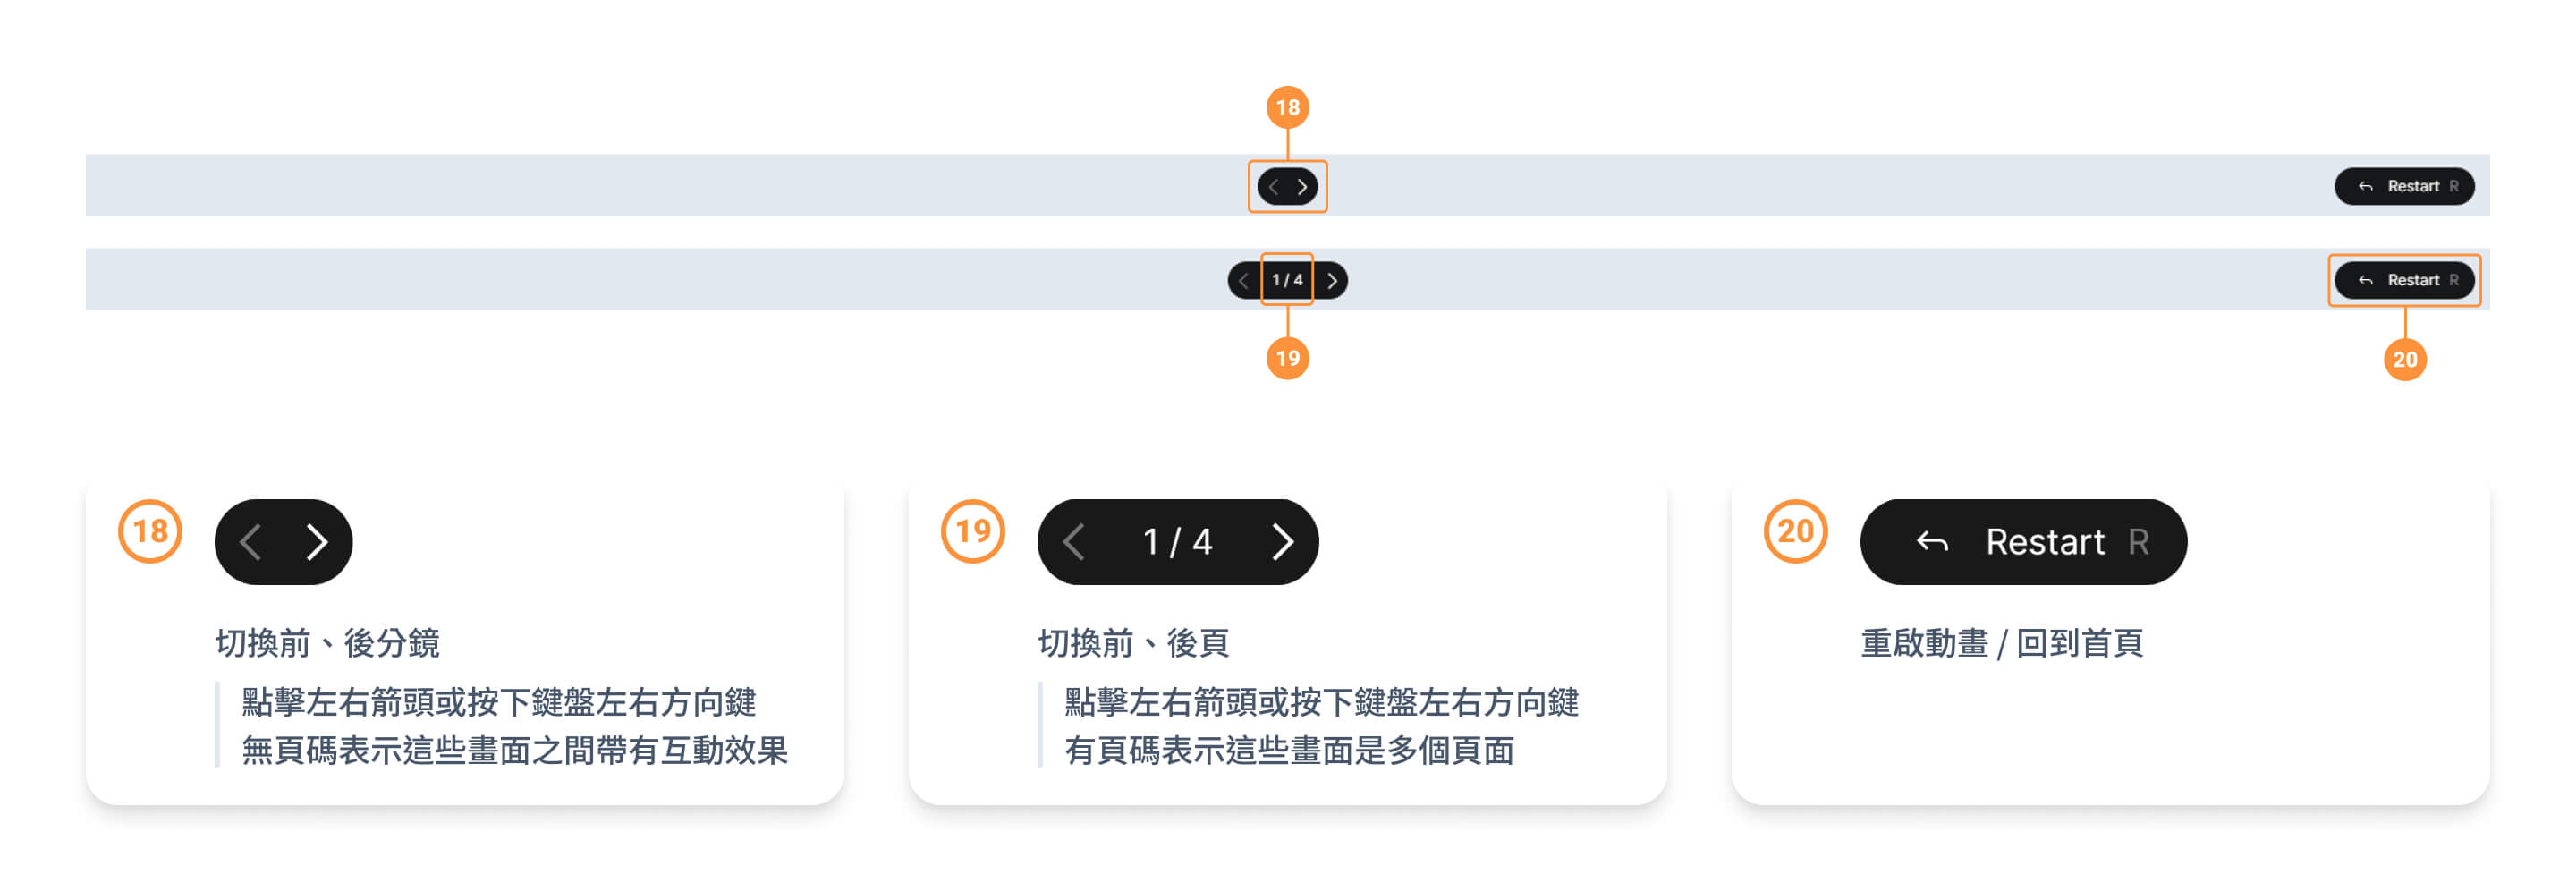 18
Restart R
1 / 4
Restart R
19
20
18
切換前、後分鏡
點擊左右箭頭或按下鍵盤左右方向鍵
無頁碼表示這些畫面之間帶有互動效果
19
1 / 4
切換前、後頁
點擊左右箭頭或按下鍵盤左右方向鍵
有頁碼表示這些畫面是多個頁面
20
Restart R
重啟動畫 / 回到首頁